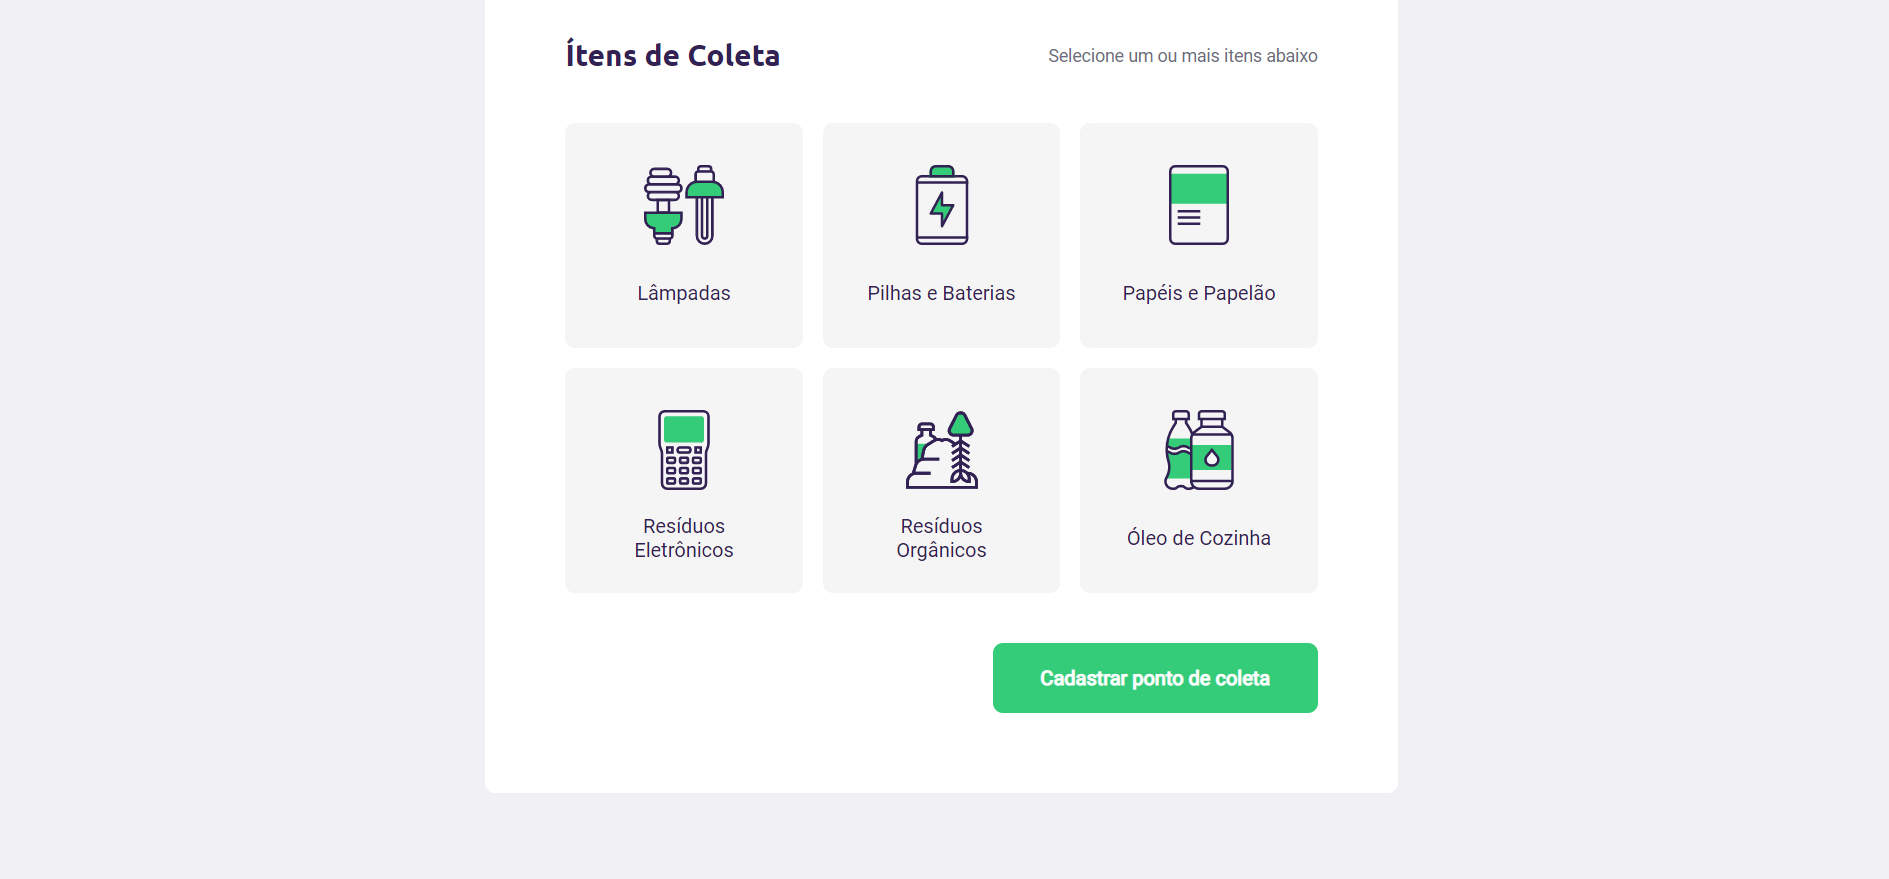 Ítens de Coleta
Selecione um ou mais itens abaixo
Lâmpadas
Pilhas e Baterias
Papéis e Papelão
Resíduos
Eletrônicos
Resíduos
Orgânicos
Óleo de Cozinha
Cadastrar ponto de coleta